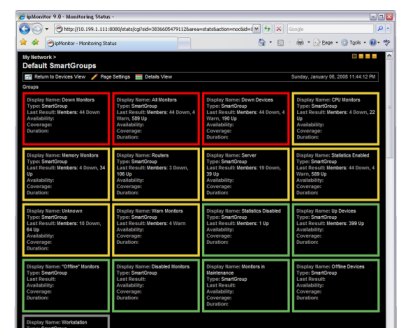 ipMonitor 9.0 - Monitoring Status -
ipMonitor - Monitoring Status
Google
Page
Tools
My Network >
Default SmartGroups
Return to Devices View
Page Settings
Details View
Sunday, January 06, 2008 11:44:12 PM
Groups
Display Name: Down Monitors
Type: SmartGroup
Last Result: Members: 44 Down
Availability:
Coverage:
Duration:
Display Name: All Monitors
Type: SmartGroup
Last Result: Members: 44 Down, 4
Warn, 589 Up
Availability:
Coverage:
Duration:
Display Name: Down Devices
Type: SmartGroup
Last Result: Members: 44 Down, 4
Warn, 190 Up
Availability:
Coverage:
Duration:
Display Name: CPU Monitors
Type: SmartGroup
Last Result: Members: 4 Down, 22
Up
Availability:
Coverage:
Duration:
Display Name: Memory Monitors
Type: SmartGroup
Last Result: Members: 4 Down, 34
Up
Availability:
Coverage:
Duration:
Display Name: Routers
Type: SmartGroup
Last Result: Members: 3 Down,
Up
Availability:
Coverage:
Duration:
Display Name: Server
Type: SmartGroup
Last Result: Members: 10 Down,
39 Up
Availability:
Coverage:
Duration:
Display Name: Statistics Enabled
Type: SmartGroup
Last Result: Members: 44 Down, 4
Warn, 589 Up
Availability:
Coverage:
Duration:
Display Name: Unknown
Type: SmartGroup
Last Result: Members: 10 Down,
64 Up
Availability:
Coverage:
Duration:
Display Name: Warn Monitors
Type: SmartGroup
Last Result: Members: 4 Warn
Availability:
Coverage:
Duration:
Display Name: Statistics Disabled
Type: SmartGroup
Last Result: Members: 1 Up
Availability:
Coverage:
Duration:
Display Name: Up Devices
Type: SmartGroup
Last Result: Members: 399 Up
Availability:
Coverage:
Duration:
Display Name: "Offline" Monitors
Type: SmartGroup
Last Result:
Availability:
Coverage:
Duration:
Display Name: Disabled Monitors
Type: SmartGroup
Last Result:
Availability:
Coverage:
Duration:
Display Name: Monitors in
Maintenance
Type: SmartGroup
Last Result:
Availability:
Coverage:
Duration:
Display Name: Offline Devices
Type: SmartGroup
Last Result:
Availability:
Coverage:
Duration:
Display Name: Workstation